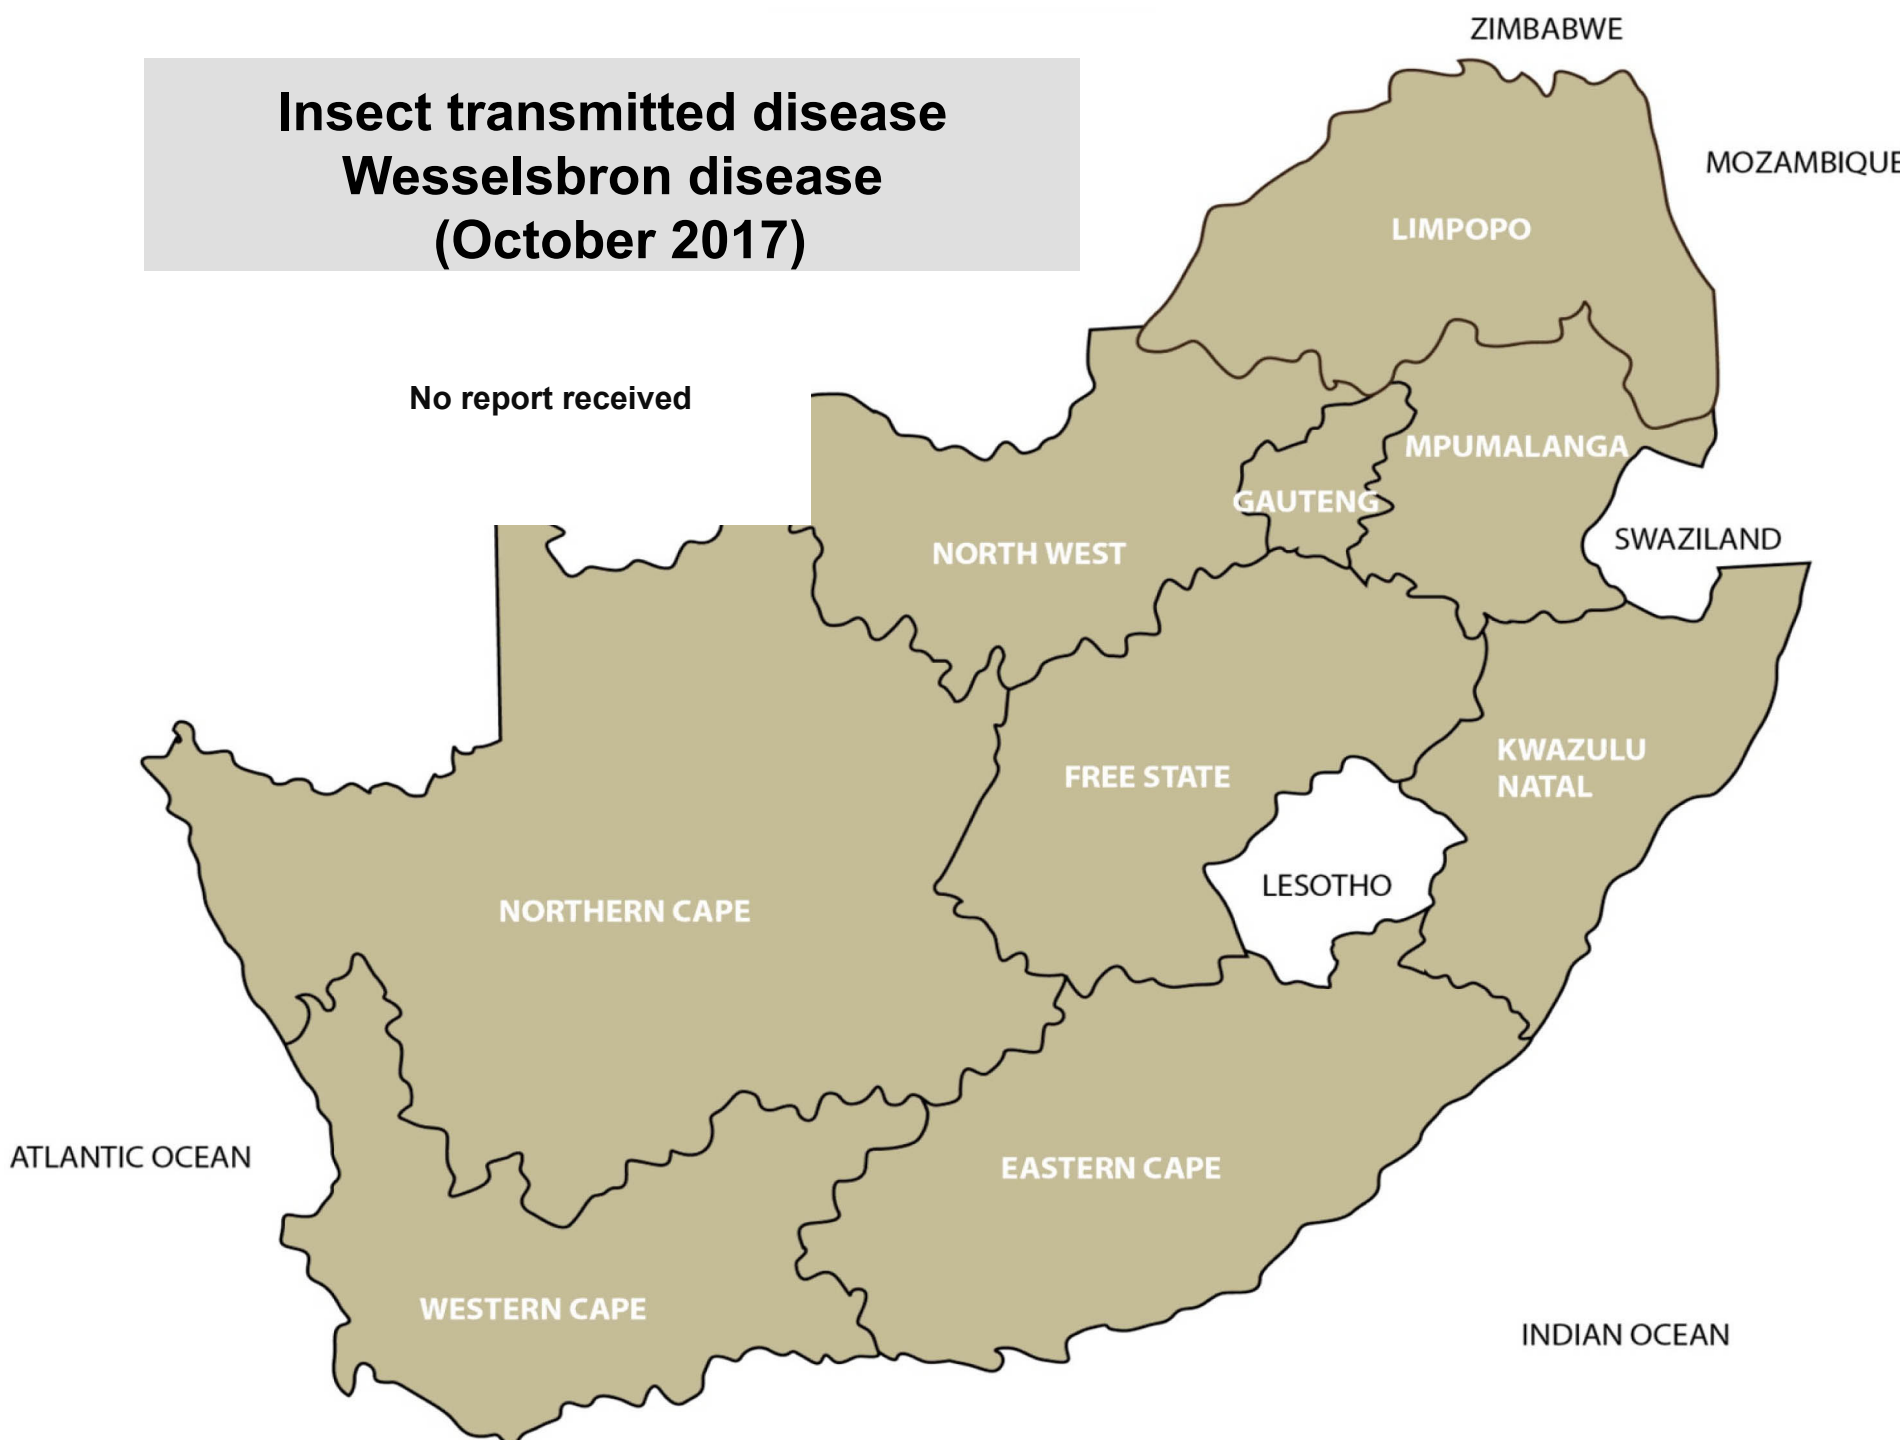 ZIMBABWE
Insect transmitted disease
Wesselsbron disease
(October 2017)
MOZAMBIQUE
LIMPOPO
No report received
MPUMALANGA
GAUTENG
SWAZILAND
NORTH WEST
KWAZULU
NATAL
FREE STATE
LESOTHO
NORTHERN CAPE
ATLANTIC OCEAN
EASTERN CAPE
WESTERN CAPE
INDIAN OCEAN